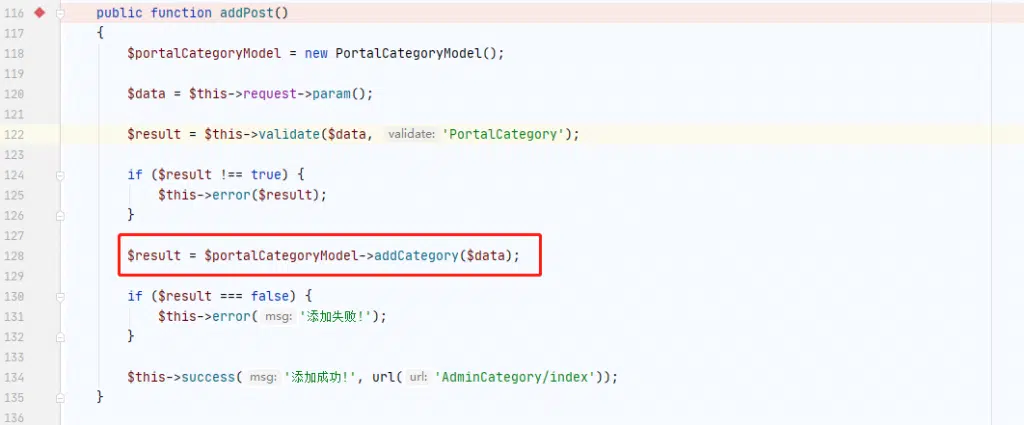 116 public function addPost()
117 {
118 $portalCategoryModel = new PortalCategoryModel();
119
120 $data = $this->request->param();
121
122 $result = $this->validate($data, validate: 'PortalCategory');
123
124 if ($result !== true) {
125 $this->error($result);
126 }
127
128 $result = $portalCategoryModel->addCategory($data);
129
130 if ($result === false) {
131 $this->error( msg: '添加失败!');
132 }
133
134 $this->success( msg: '添加成功!', url( url: 'AdminCategory/index'));
135 }
136